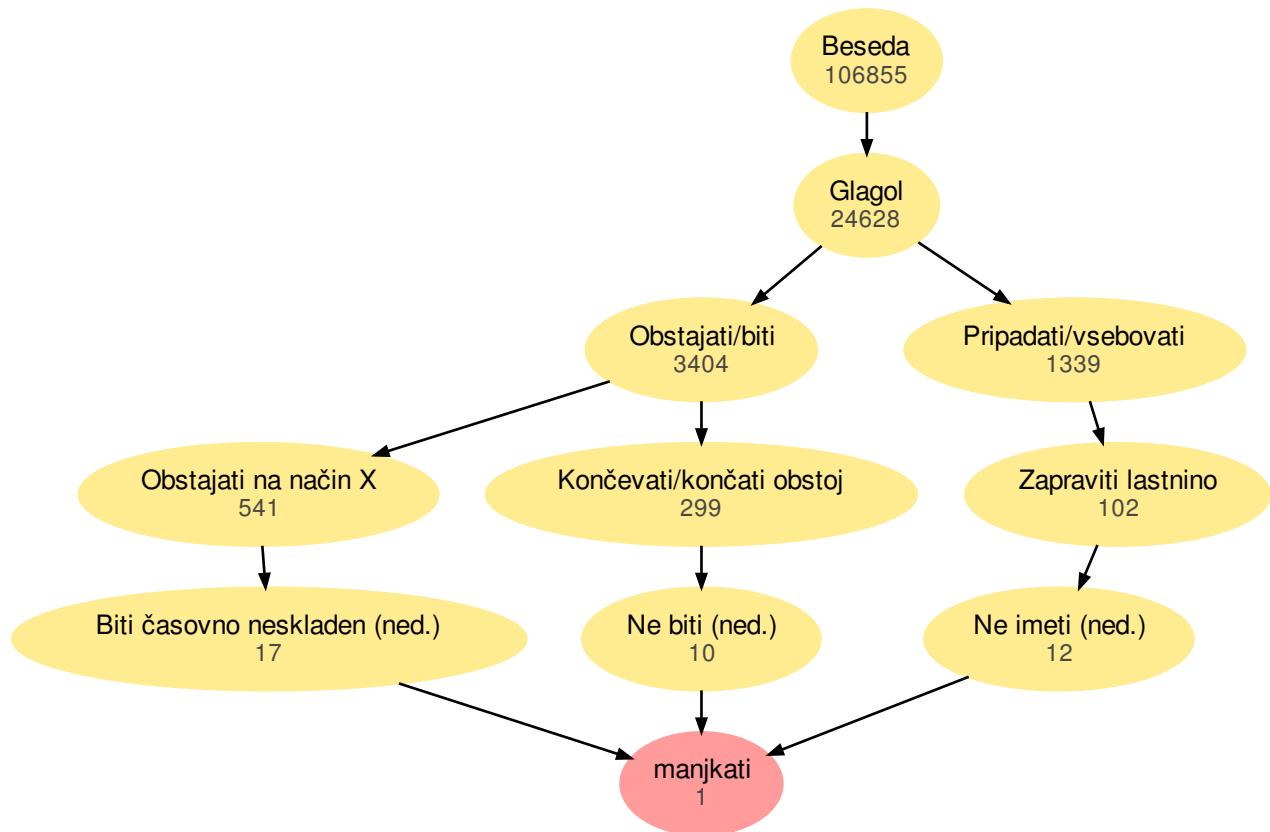 Beseda
106855
Glagol
24628
Obstajati/biti
3404
Pripadati/vsebovati
1339
Obstajati na način X
541
Končevati/končati obstoj
299
Zapraviti lastnino
102
Biti časovno neskladen (ned.)
17
Ne biti (ned.)
10
Ne imeti (ned.)
12
manjkati
1